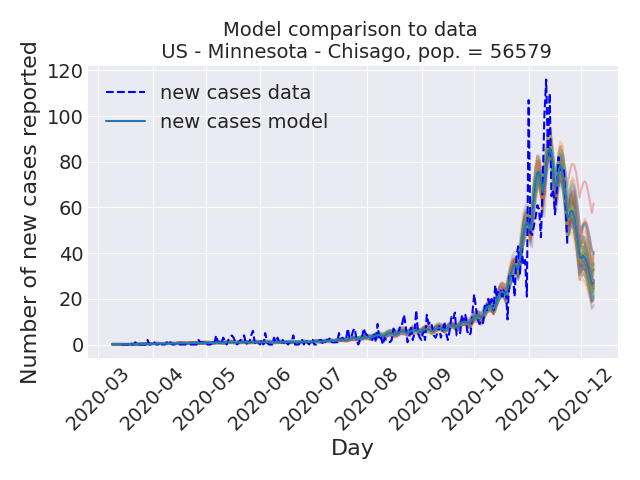 Model comparison to data
US - Minnesota - Chisago, pop. = 56579
Number of new cases reported
120
100
80
60
40
20
0
new cases data
new cases model
2020-03
2020-04
2020-05
2020-06
2020-07
2020-08
2020-09
2020-10
2020-11
2020-12
Day